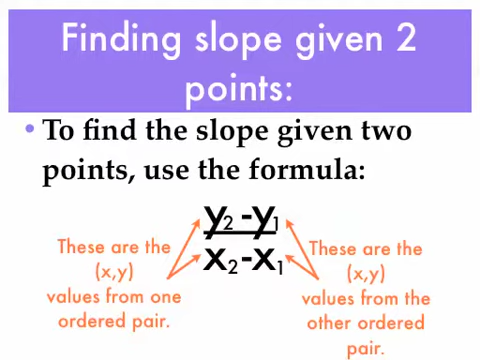 Finding slope given 2
points:
• To find the slope given two
points, use the formula:
y₂-y₁
x₂-x₁
These are the
(x,y)
values from one
ordered pair.
These are the
(x,y)
values from the
other ordered
pair.